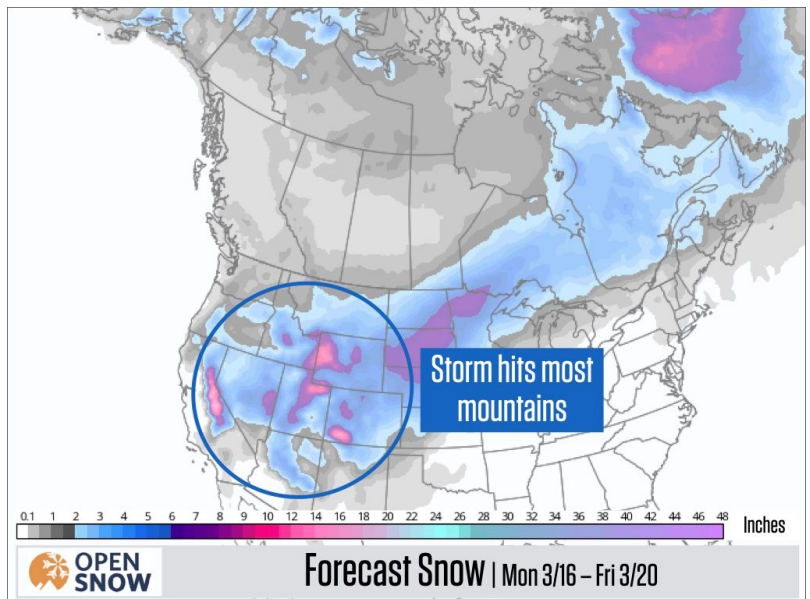 Storm hits most
mountains
0.1 1 2 3 4 5 6 7 8 9 10 12 14 16 18 20 22 24 26 28 30 32 34 36 38 40 42 44 46 48 Inches
OPEN
SNOW
Forecast Snow | Mon 3/16 – Fri 3/20